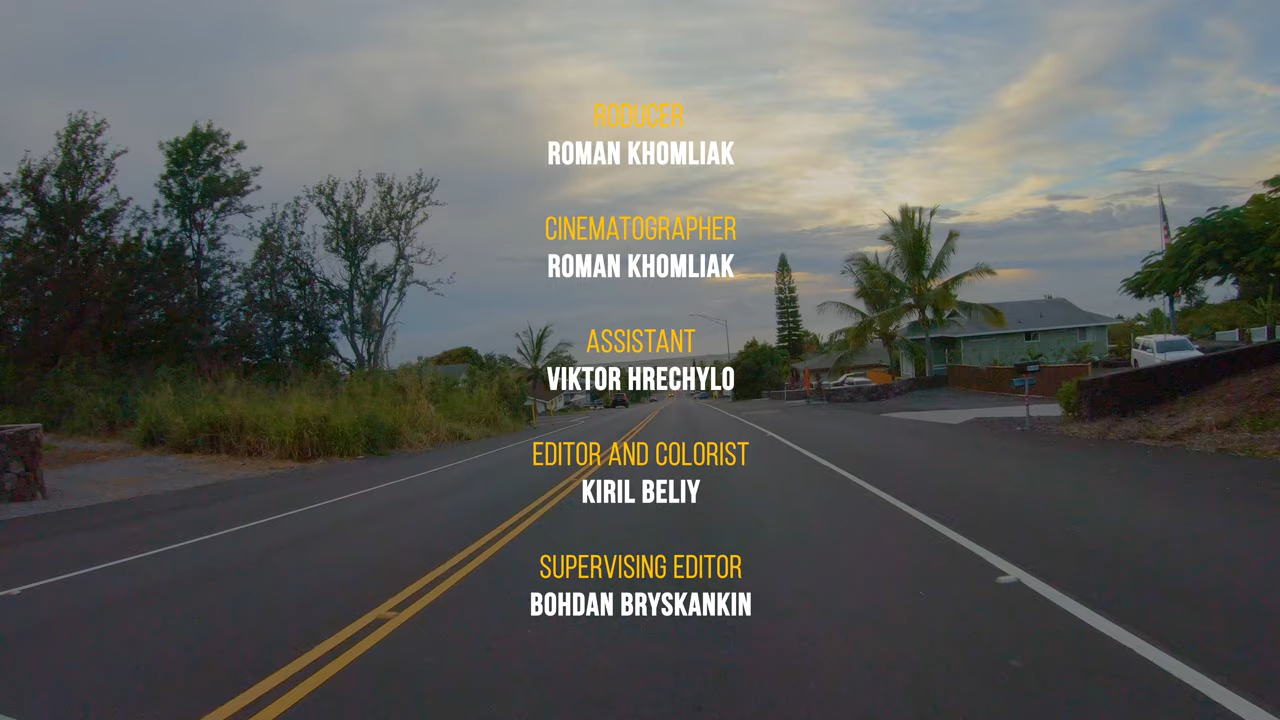 RODUCER
ROMAN KHOMLIAK
CINEMATOGRAPHER
ROMAN KHOMLIAK
ASSISTANT
VIKTOR HRECHYLO
EDITOR AND COLORIST
KIRIL BELIY
SUPERVISING EDITOR
BOHDAN BRYSKANKIN